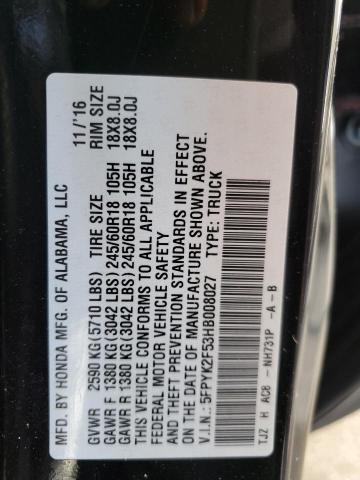 MFD. BY HONDA MFG. OF ALABAMA, LLC 11/'16
GVWR 2590 KG(5710 LBS) TIRE SIZE RIM SIZE
GAWR F 1380 KG(3042 LBS) 245/60R18 105H 18X8.0J
GAWR R 1380 KG(3042 LBS) 245/60R18 105H 18X8.0J
THIS VEHICLE CONFORMS TO ALL APPLICABLE
FEDERAL MOTOR VEHICLE SAFETY
AND THEFT PREVENTION STANDARDS IN EFFECT
ON THE DATE OF MANUFACTURE SHOWN ABOVE.
V.I.N.: 5FPYK2F53HB008027 TYPE: TRUCK
TJZ H AC8 - NH731P -A - B